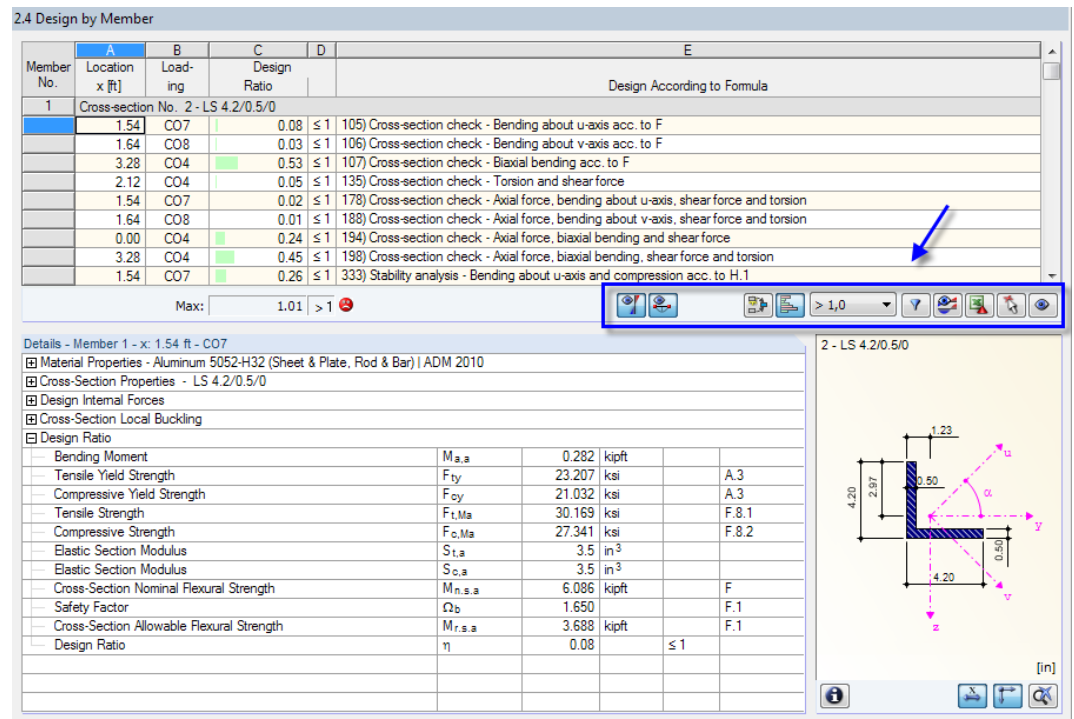 2.4 Design by Member
A B C D E
Member Location Load- Design
No. x [ft] ing Ratio Design According to Formula
1 Cross-section No. 2 - LS 4.2/0.5/0
1.54 CO7 0.08 ≤ 1 105) Cross-section check - Bending about u-axis acc. to F
1.64 CO8 0.03 ≤ 1 106) Cross-section check - Bending about v-axis acc. to F
3.28 CO4 0.53 ≤ 1 107) Cross-section check - Biaxial bending acc. to F
2.12 CO4 0.05 ≤ 1 135) Cross-section check - Torsion and shear force
1.54 CO7 0.02 ≤ 1 178) Cross-section check - Axial force, bending about u-axis, shear force and torsion
1.64 CO8 0.01 ≤ 1 188) Cross-section check - Axial force, bending about v-axis, shear force and torsion
0.00 CO4 0.24 ≤ 1 194) Cross-section check - Axial force, biaxial bending and shear force
3.28 CO4 0.45 ≤ 1 198) Cross-section check - Axial force, biaxial bending, shear force and torsion
1.54 CO7 0.26 ≤ 1 333) Stability analysis - Bending about u-axis and compression acc. to H.1
Max: 1.01 > 1 > 1,0
Details - Member 1 - x: 1.54 ft - CO7
Material Properties - Aluminum 5052-H32 (Sheet & Plate, Rod & Bar) | ADM 2010
Cross-Section Properties - LS 4.2/0.5/0
Design Internal Forces
Cross-Section Local Buckling
Design Ratio
Bending Moment Ma,a 0.282 kipft
Tensile Yield Strength Fty 23.207 ksi A.3
Compressive Yield Strength Fcy 21.032 ksi A.3
Tensile Strength Ft,Ma 30.169 ksi F.8.1
Compressive Strength Fc,Ma 27.341 ksi F.8.2
Elastic Section Modulus St,a 3.5 in³
Elastic Section Modulus Sc,a 3.5 in³
Cross-Section Nominal Flexural Strength Mn.s.a 6.086 kipft F
Safety Factor Ωb 1.650 F.1
Cross-Section Allowable Flexural Strength Mr.s.a 3.688 kipft F.1
Design Ratio η 0.08 ≤ 1
2 - LS 4.2/0.5/0
1.23
u
4.20 2.97 0.50 α
y
0.50
4.20
v
z
[in]
X